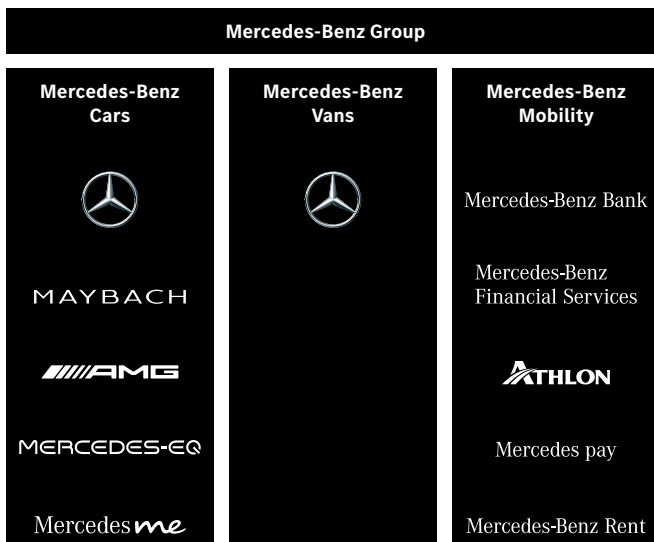 Mercedes-Benz Group
Mercedes-Benz
Cars
MAYBACH
AMG
MERCEDES-EQ
Mercedes me
Mercedes-Benz
Vans
Mercedes-Benz
Mobility
Mercedes-Benz Bank
Mercedes-Benz
Financial Services
ATHLON
Mercedes pay
Mercedes-Benz Rent